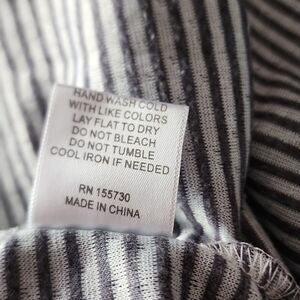 HAND WASH COLD
WITH LIKE COLORS
LAY FLAT TO DRY
DO NOT BLEACH
DO NOT TUMBLE
COOL IRON IF NEEDED
RN 155730
MADE IN CHINA